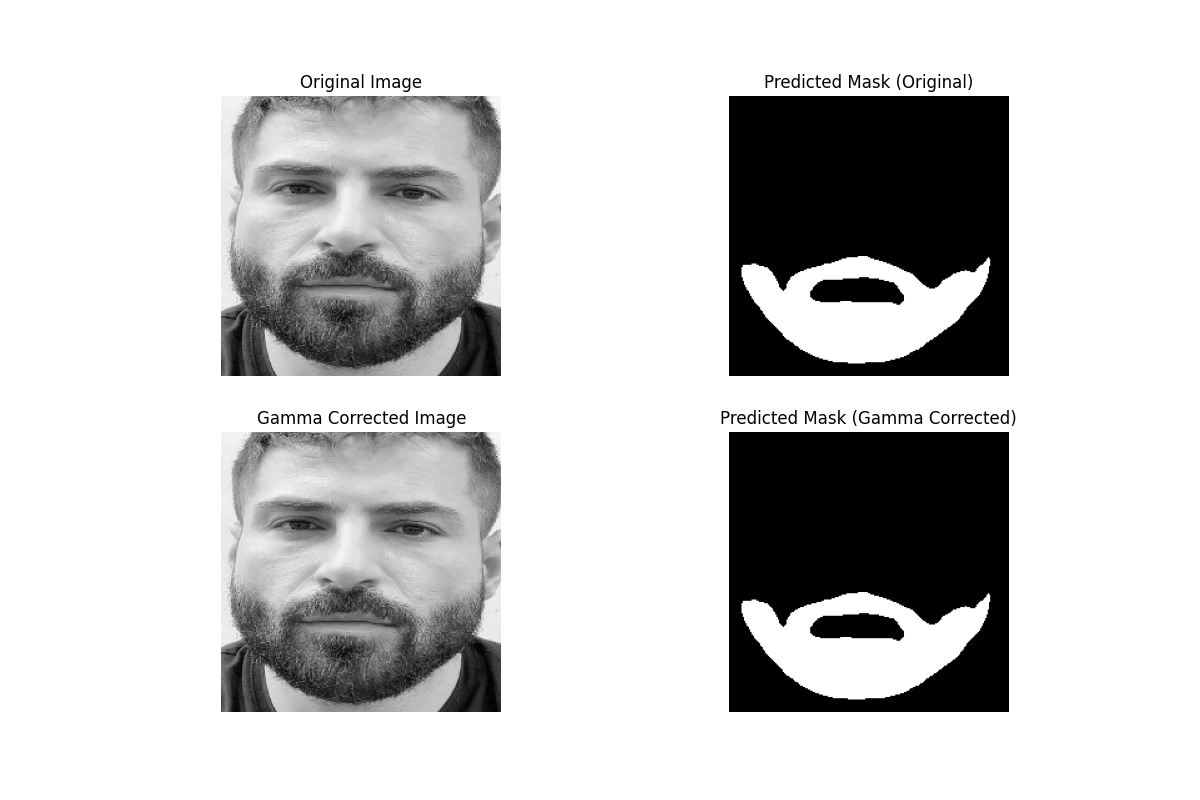 Original Image
Predicted Mask (Original)
Gamma Corrected Image
Predicted Mask (Gamma Corrected)